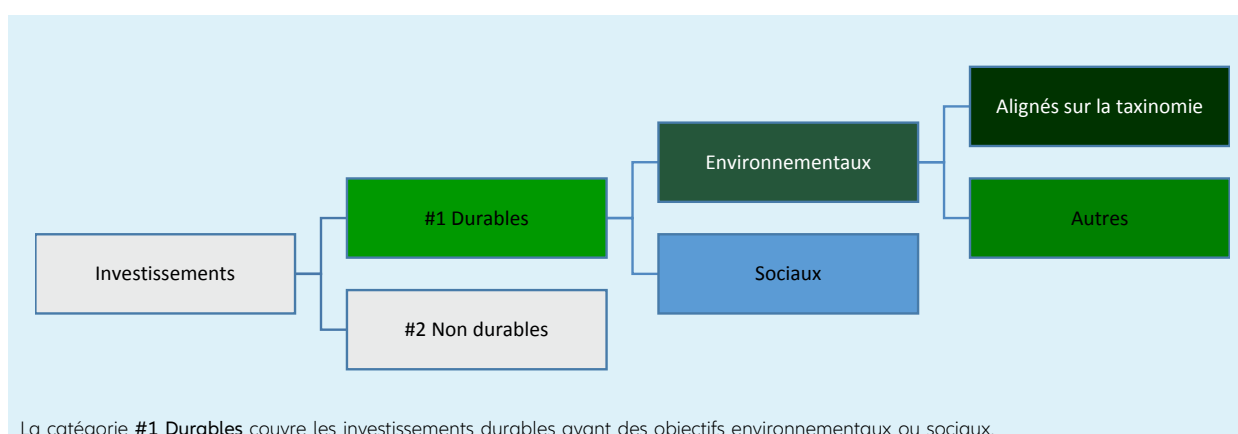 Alignés sur la taxinomie
Environnementaux
#1 Durables
Autres
Investissements
Sociaux
#2 Non durables
La catégorie #1 Durables couvre les investissements durables ayant des objectifs environnementaux ou sociaux.